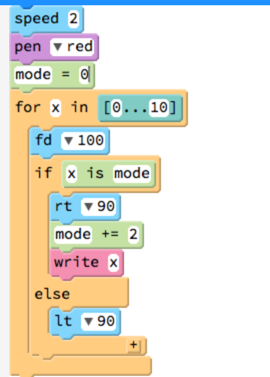 speed 2
pen ▼ red
mode = 0
for x in [0...10]
fd ▼ 100
if x is mode
rt ▼ 90
mode += 2
write x
else
lt ▼ 90
+